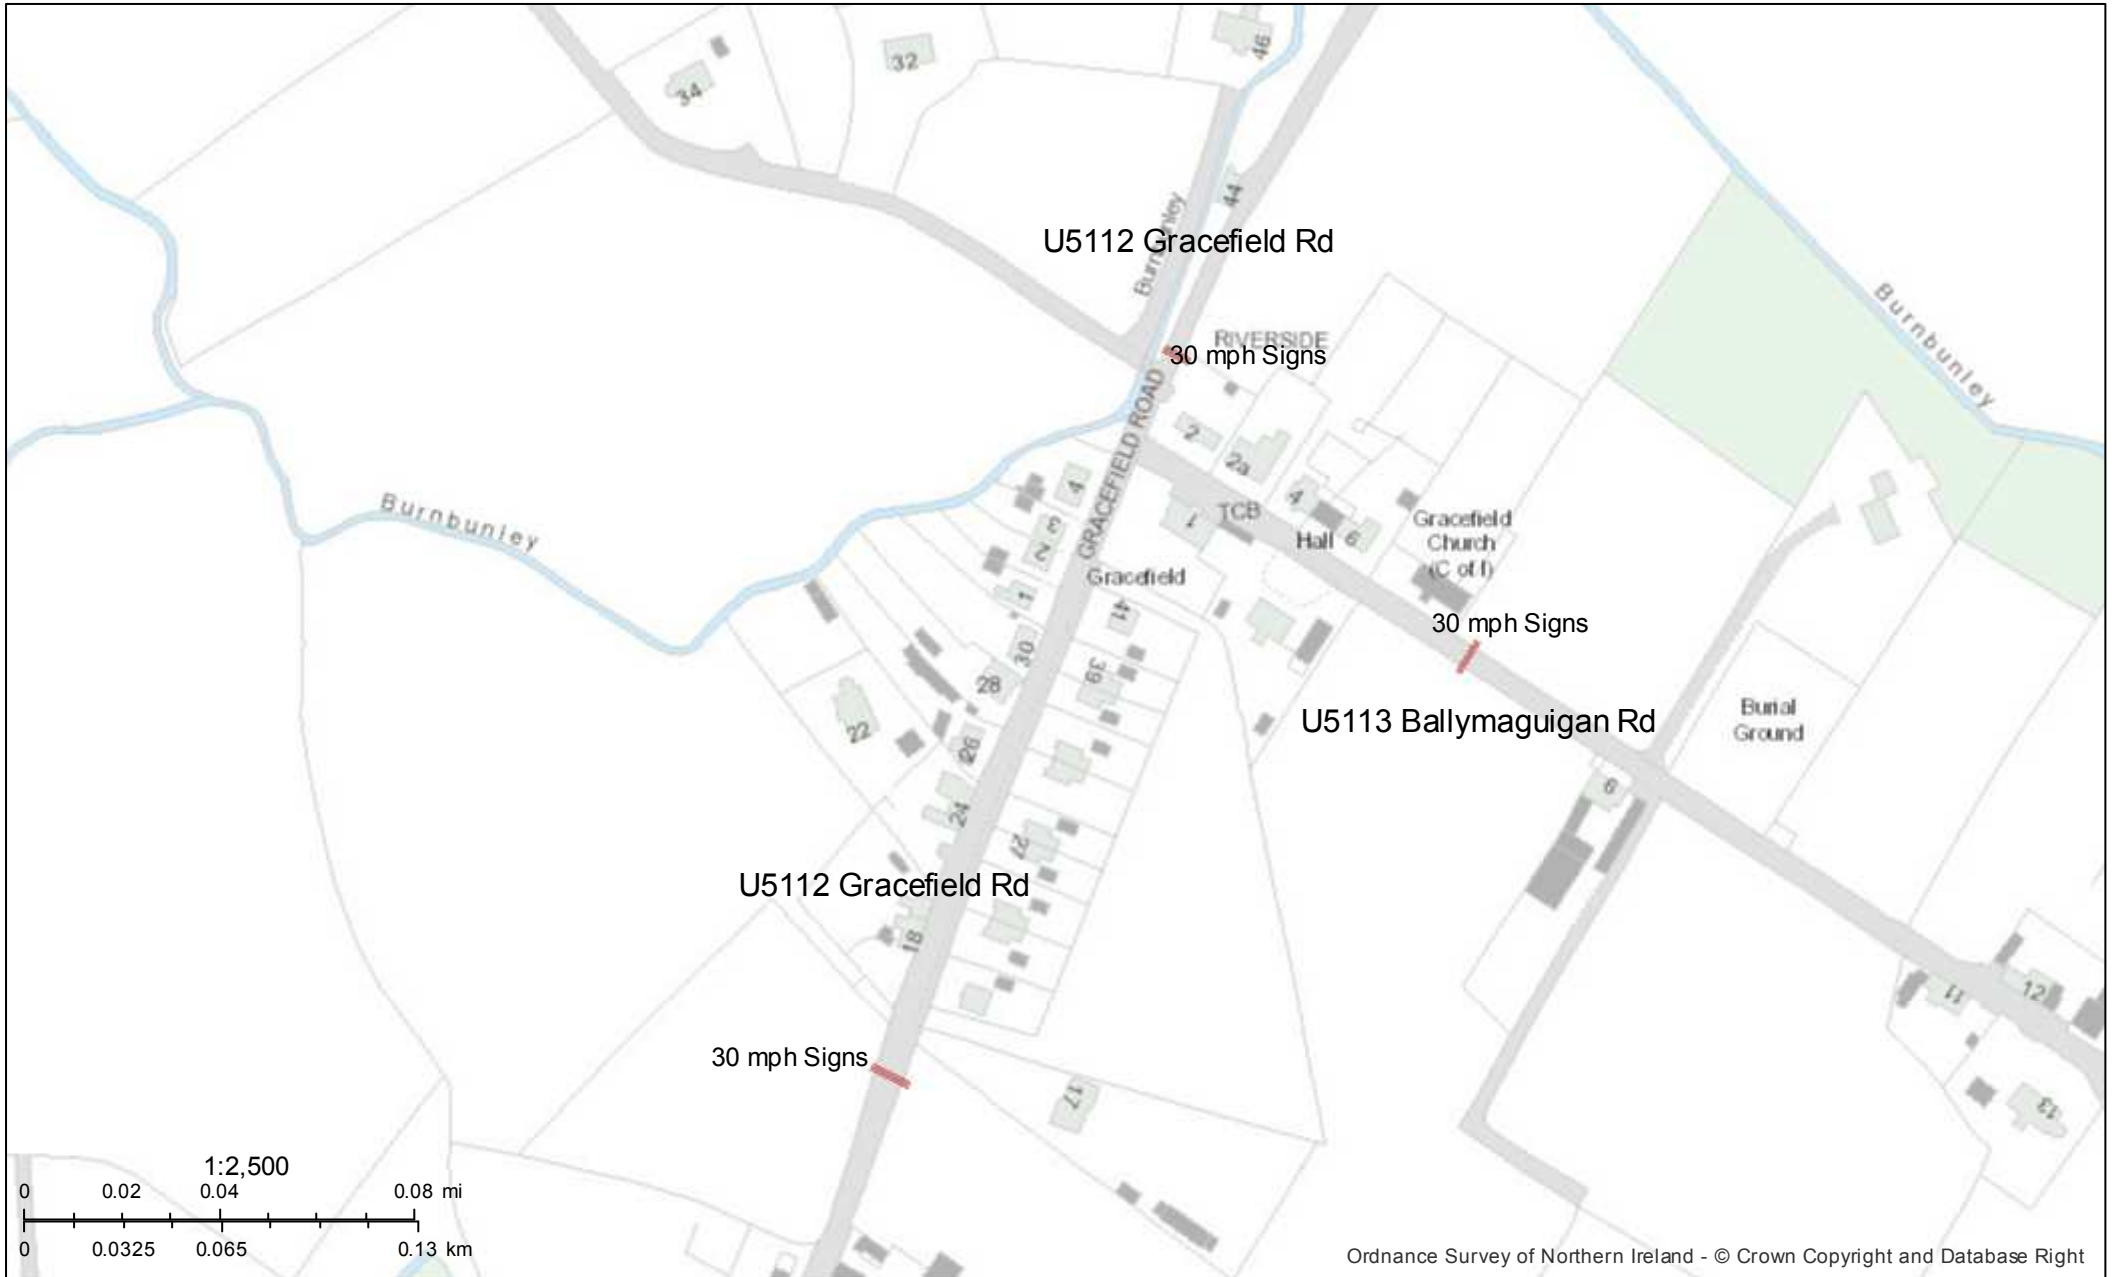 46
32
34
44
Burnbunley
U5112 Gracefield Rd
Burnbunley
RIVERSIDE
30 mph Signs
GRACEFIELD ROAD
2
2a
4
4
TCB
1
Hall
6
Gracefield
Church
(C of I)
3
2
Burnbunley
Gracefield
1
41
30 mph Signs
30
39
28
22
26
U5113 Ballymaguigan Rd
Burial
Ground
8
24
27
U5112 Gracefield Rd
18
11
12
30 mph Signs
17
13
1:2,500
0 0.02 0.04 0.08 mi
0 0.0325 0.065 0.13 km
Ordnance Survey of Northern Ireland - © Crown Copyright and Database Right